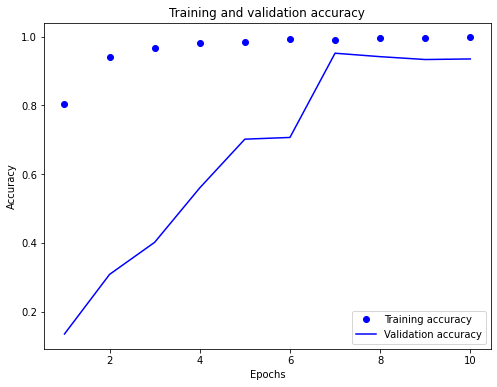 Training and validation accuracy
Accuracy
1.0
0.8
0.6
0.4
0.2
Training accuracy
Validation accuracy
2
4
6
8
10
Epochs